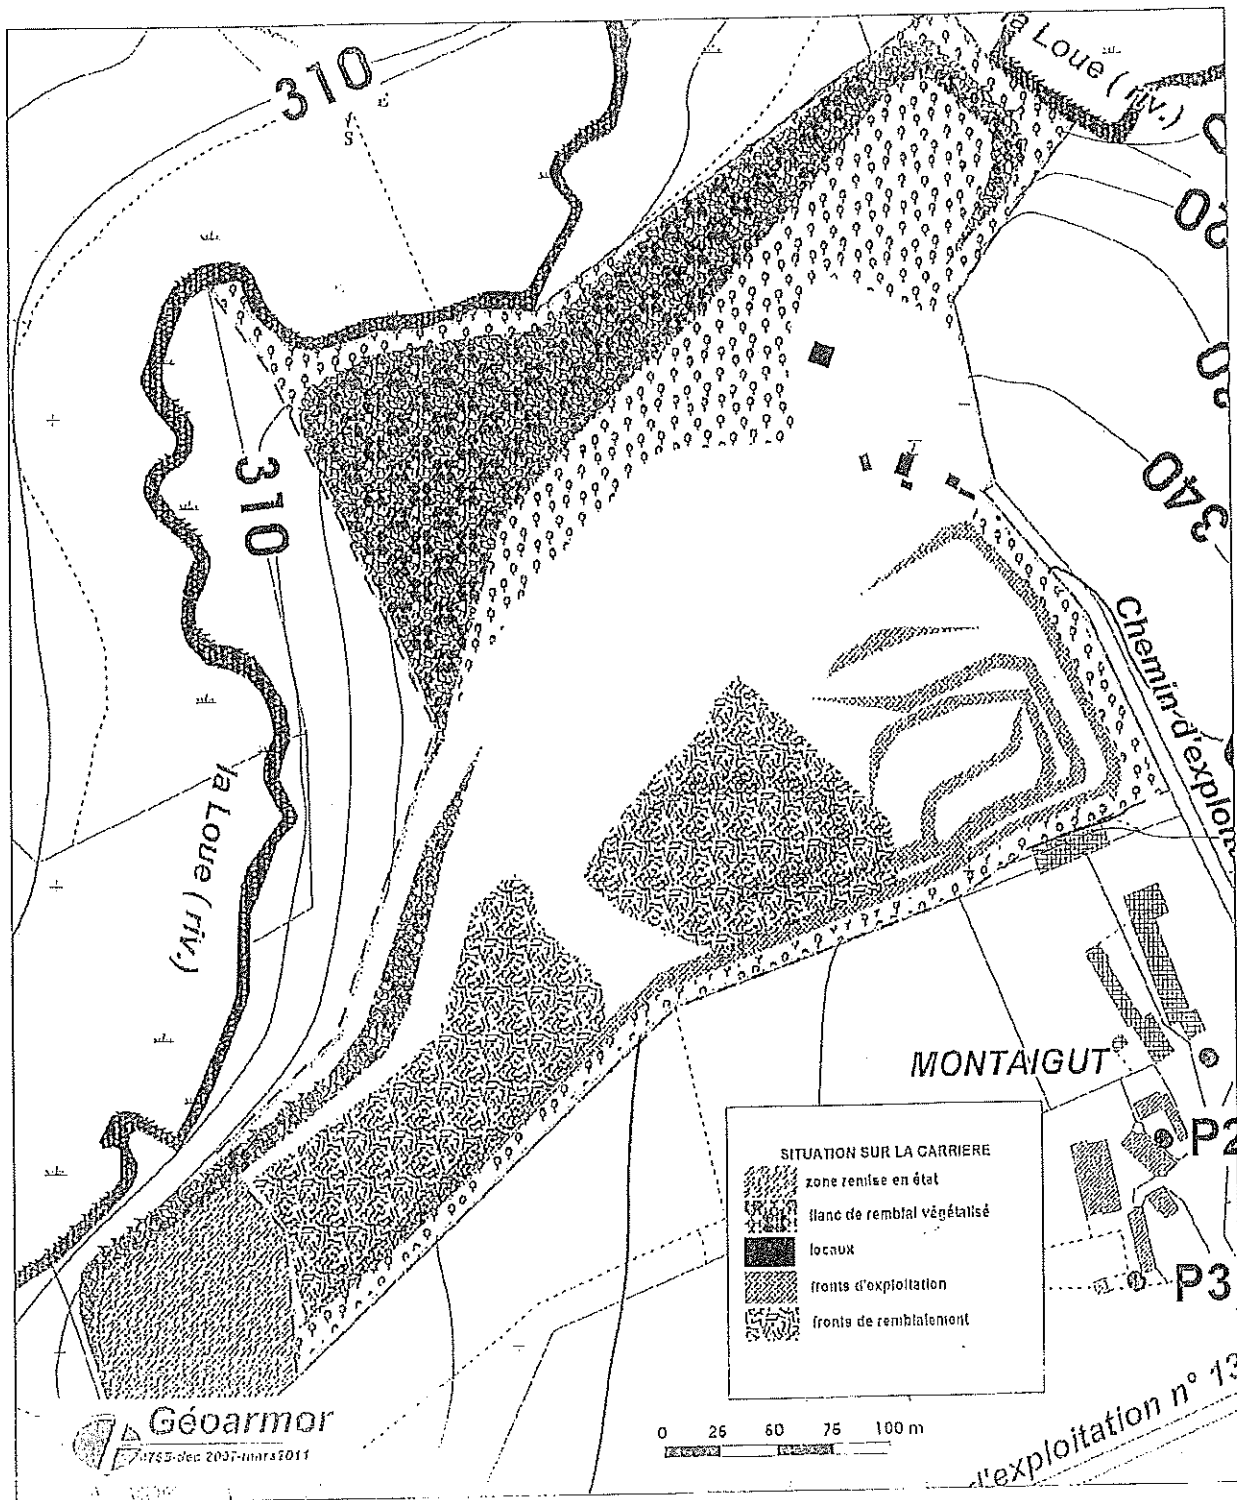 la Loue ( riv.)
310
S
20
310
340
Chemin d'exploit
la Loue ( riv.)
MONTAIGUT
P2
P3
SITUATION SUR LA CARRIERE
zone remise en état
flanc de remblai végétalisé
locaux
fronts d'exploitation
fronts de remblaiement
Géoarmor
0 25 50 75 100 m
d'exploitation n° 13